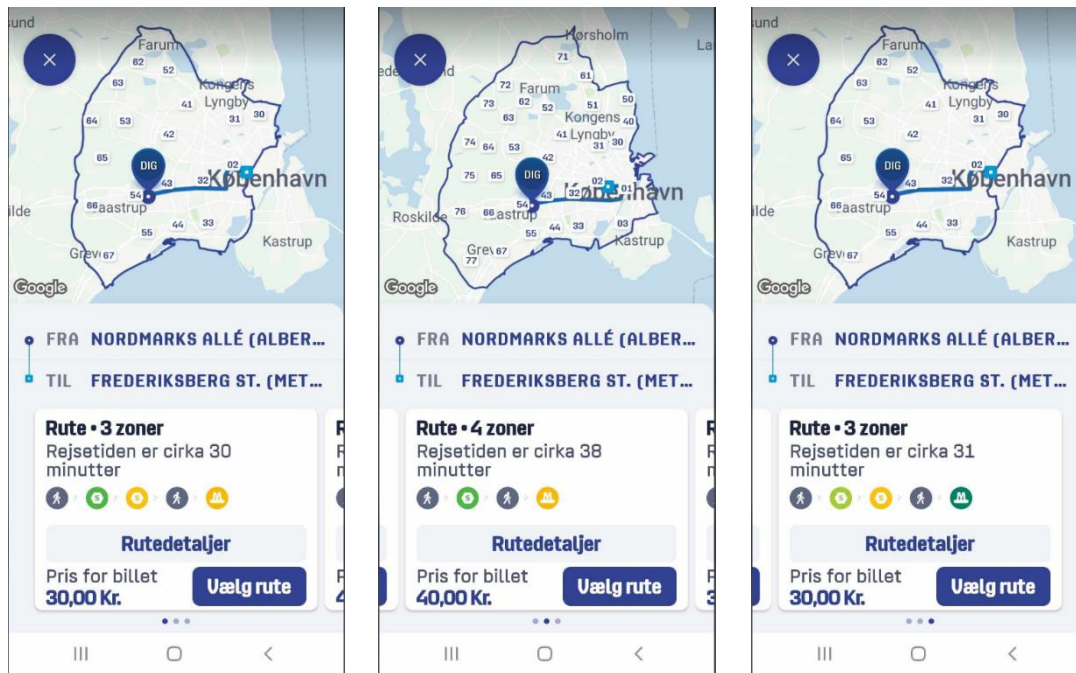 sund
Farum
62
52
63
Kongens
Lyngby
41
64
53
31
30
42
65
DIG
02
43
32
København
54
66
Taastrup
44
33
55
Kastrup
67
Google
FRA NORDMARKS ALLÉ (ALBER...
TIL FREDERIKSBERG ST. (MET...
Rute • 3 zoner
Rejsetiden er cirka 30
minutter
S
S
M
Rutedetaljer
Pris for billet
30,00 Kr.
Vælg rute
Hørsholm
71
61
72
Farum
73
62
52
51
50
63
Kongens
40
41
Lyngby
31
30
74
64
53
42
75
65
DIG
02
01
43
32
København
54
Roskilde
76
66
55
44
33
03
Kastrup
67
77
Google
FRA NORDMARKS ALLÉ (ALBER...
TIL FREDERIKSBERG ST. (MET...
Rute • 4 zoner
Rejsetiden er cirka 38
minutter
S
M
Rutedetaljer
Pris for billet
40,00 Kr.
Vælg rute
sund
Farum
62
52
63
Kongens
Lyngby
41
64
53
31
30
42
65
DIG
02
43
32
København
54
ilde
66
aastrup
44
33
55
Kastrup
67
Google
FRA NORDMARKS ALLÉ (ALBER...
TIL FREDERIKSBERG ST. (MET...
Rute • 3 zoner
Rejsetiden er cirka 31
minutter
S
S
M
Rutedetaljer
Pris for billet
30,00 Kr.
Vælg rute